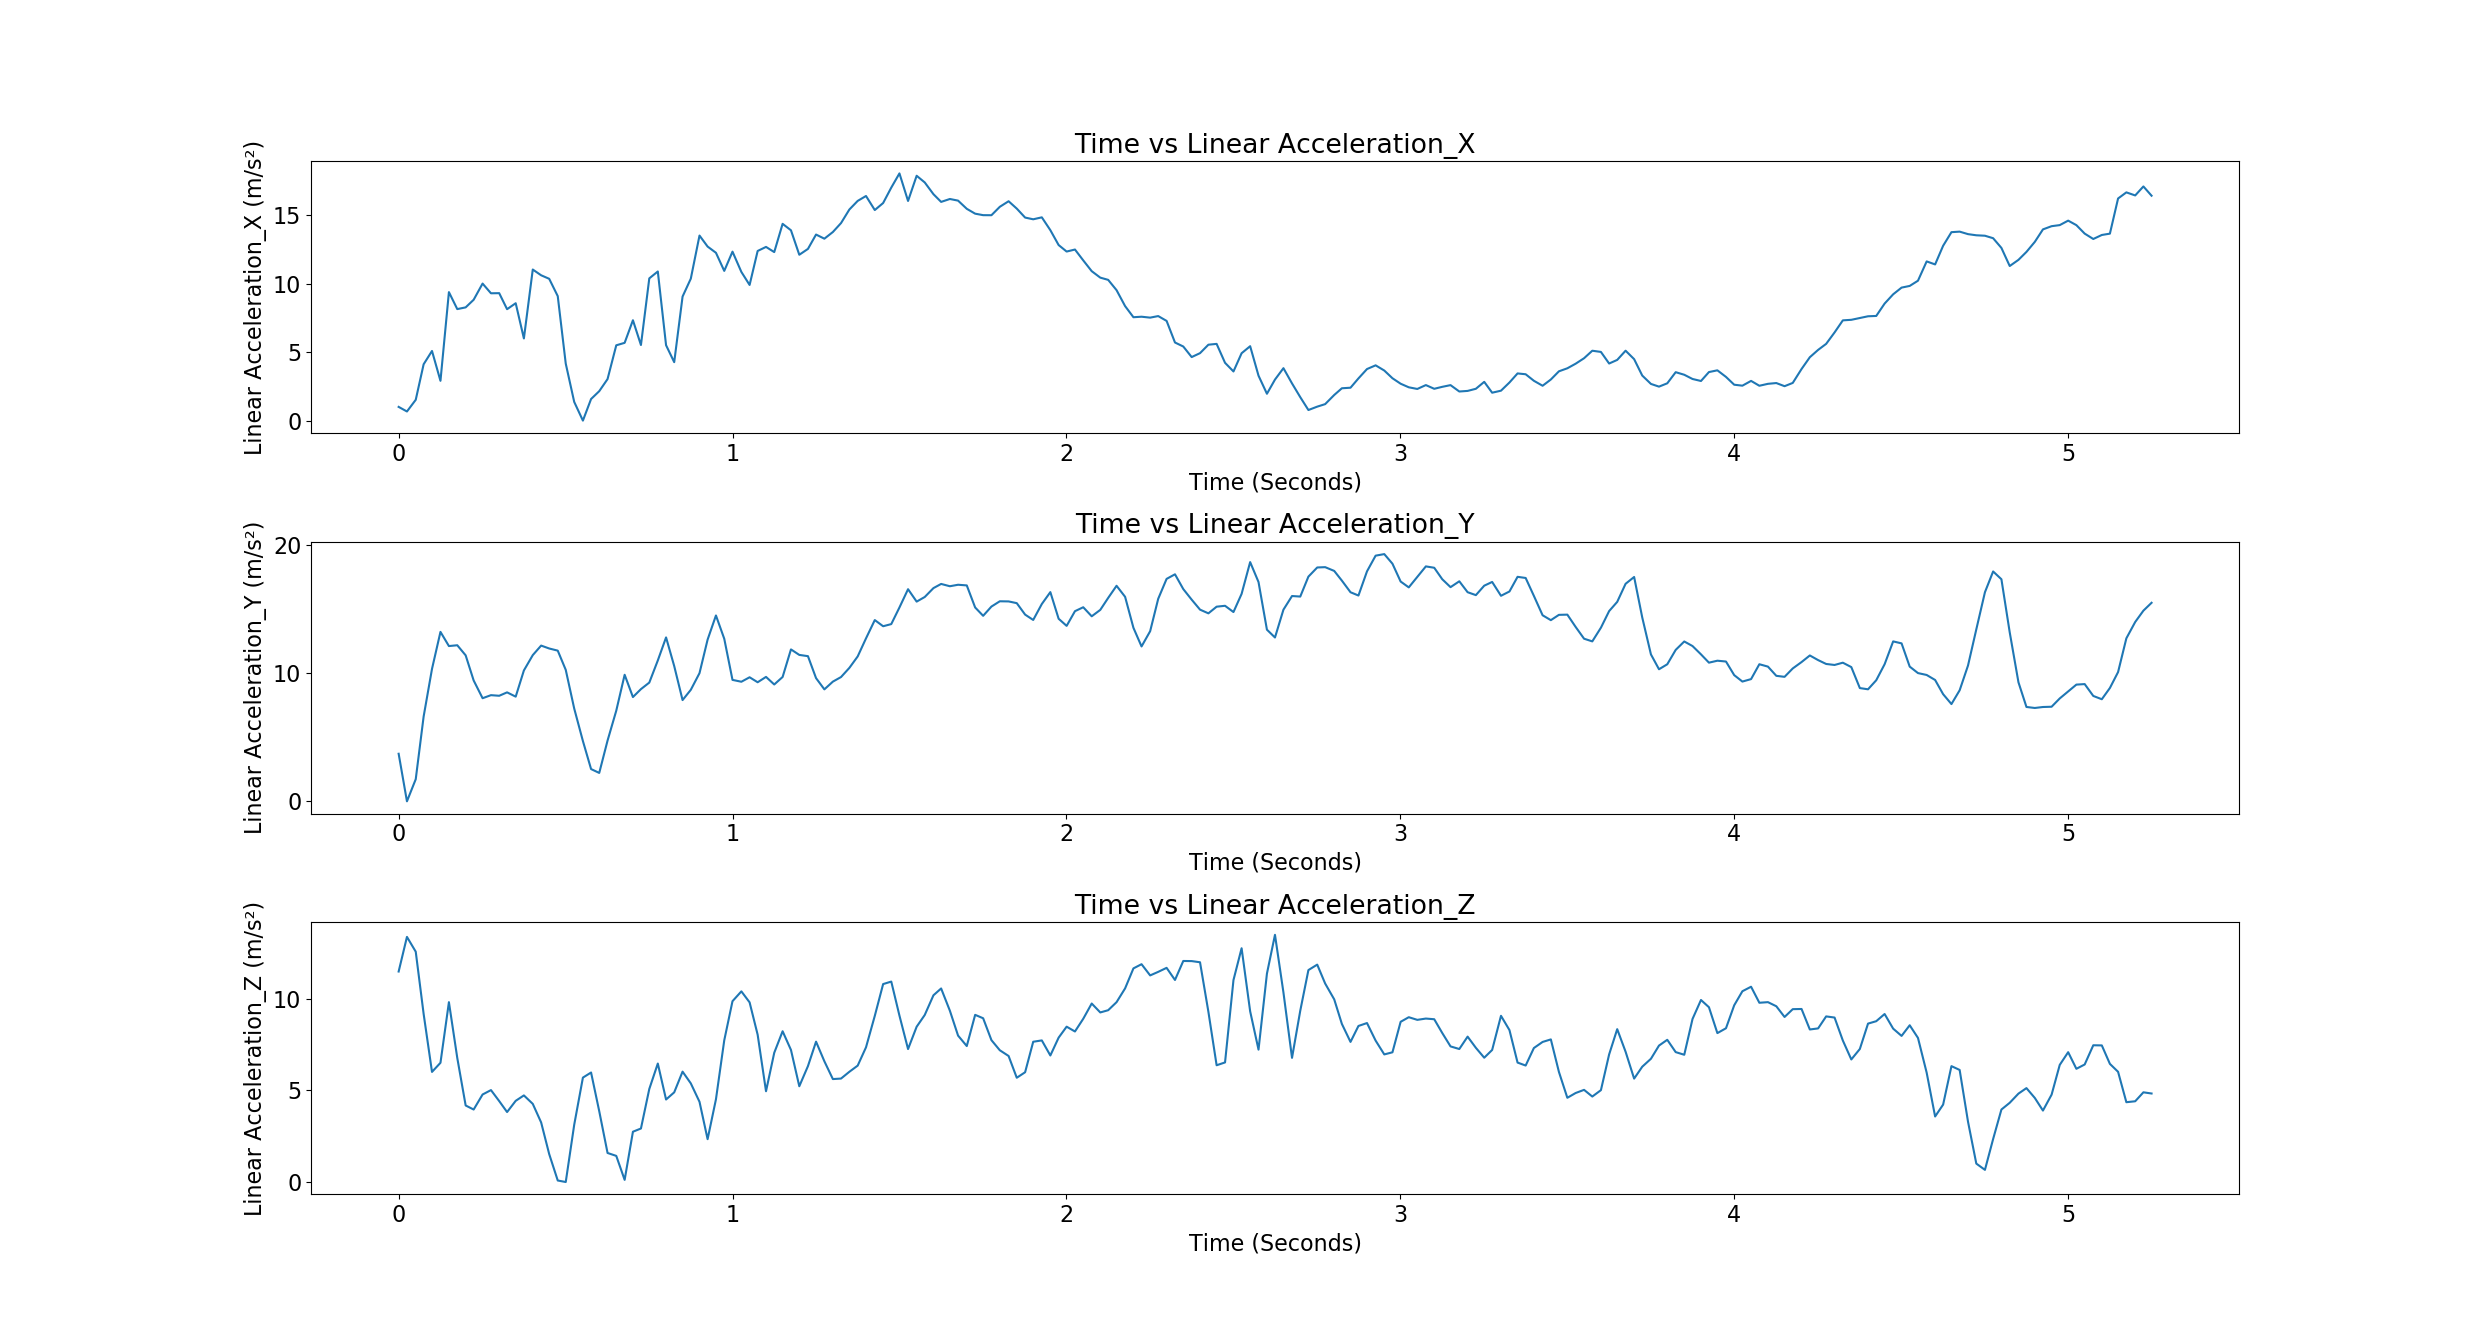 Time vs Linear Acceleration_X
Linear Acceleration_X (m/s²)
15
10
5
0
0 1 2 3 4 5
Time (Seconds)
Time vs Linear Acceleration_Y
Linear Acceleration_Y (m/s²)
20
10
0
0 1 2 3 4 5
Time (Seconds)
Time vs Linear Acceleration_Z
Linear Acceleration_Z (m/s²)
10
5
0
0 1 2 3 4 5
Time (Seconds)